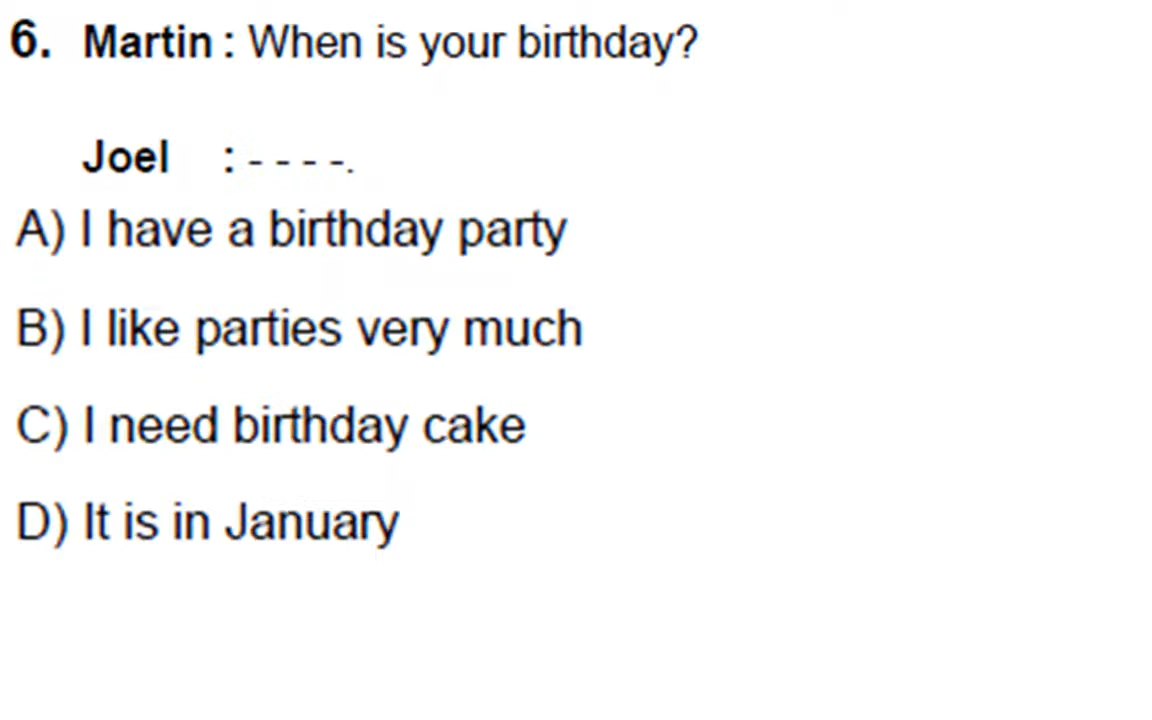 6. Martin : When is your birthday?
Joel : - - - -.
A) I have a birthday party
B) I like parties very much
C) I need birthday cake
D) It is in January